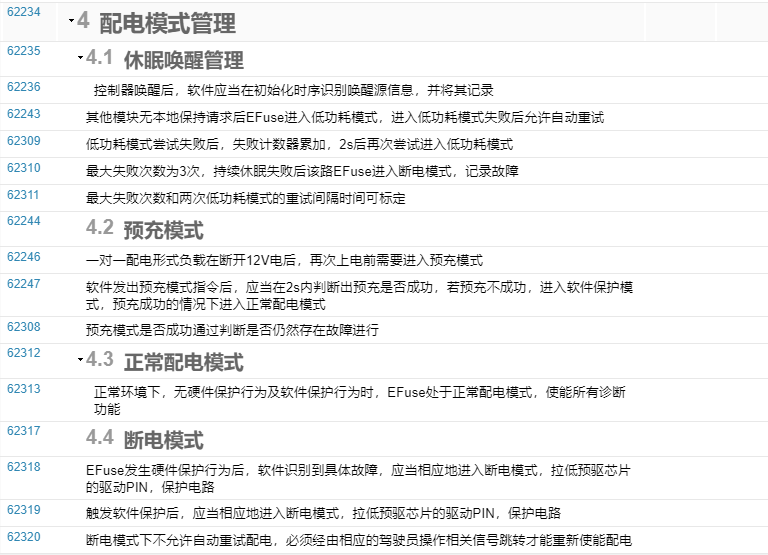 62234 4 配电模式管理
62235 4.1 休眠唤醒管理
62236 控制器唤醒后，软件应当在初始化时序识别唤醒源信息，并将其记录
62243 其他模块无本地保持请求后EFuse进入低功耗模式，进入低功耗模式失败后允许自动重试
62309 低功耗模式尝试失败后，失败计数器累加，2s后再次尝试进入低功耗模式
62310 最大失败次数为3次，持续休眠失败后该路EFuse进入断电模式，记录故障
62311 最大失败次数和两次低功耗模式的重试间隔时间可标定
62244 4.2 预充模式
62246 一对一配电形式负载在断开12V电后，再次上电前需要进入预充模式
62247 软件发出预充模式指令后，应当在2s内判断出预充是否成功，若预充不成功，进入软件保护模
式，预充成功的情况下进入正常配电模式
62308 预充模式是否成功通过判断是否仍然存在故障进行
62312 4.3 正常配电模式
62313 正常环境下，无硬件保护行为及软件保护行为时，EFuse处于正常配电模式，使能所有诊断
功能
62317 4.4 断电模式
62318 EFuse发生硬件保护行为后，软件识别到具体故障，应当相应地进入断电模式，拉低预驱芯片
的驱动PIN，保护电路
62319 触发软件保护后，应当相应地进入断电模式，拉低预驱芯片的驱动PIN，保护电路
62320 断电模式下不允许自动重试配电，必须经由相应的驾驶员操作相关信号跳转才能重新使能配电